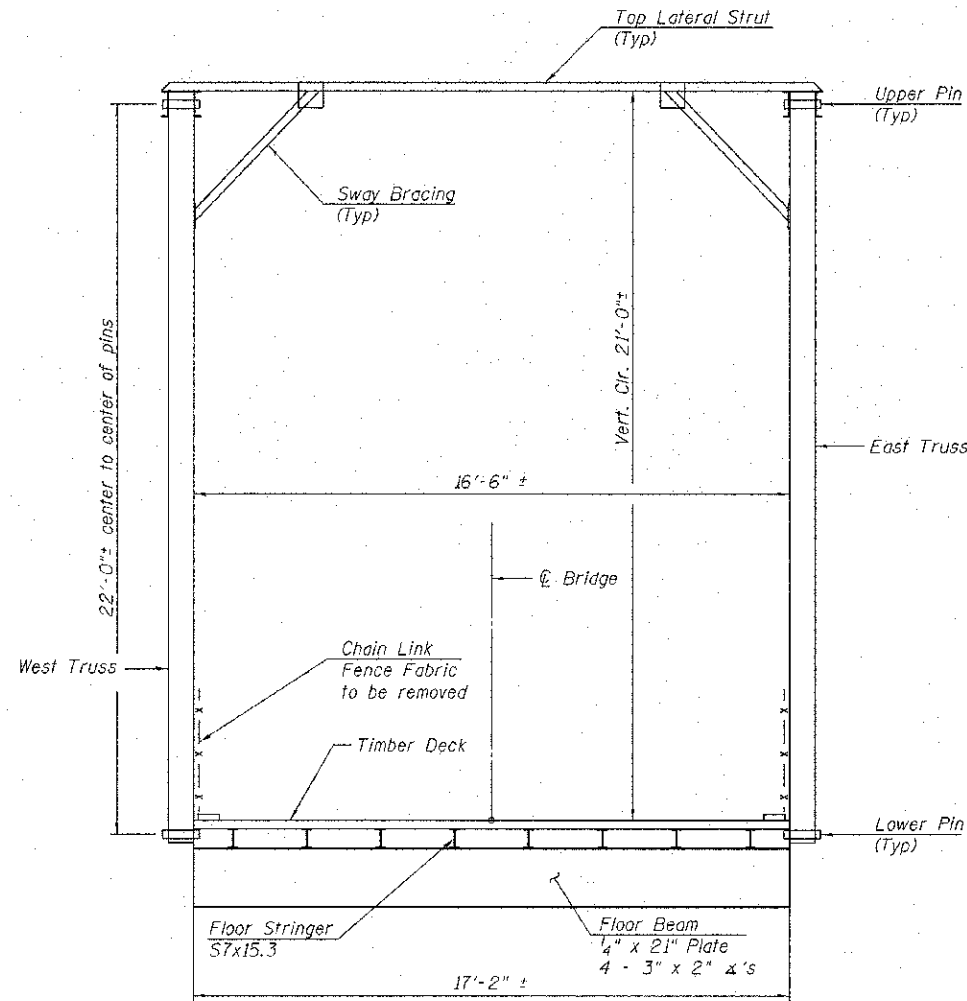 Top Lateral Strut
(Typ)
Upper Pin
(Typ)
Sway Bracing
(Typ)
22'-0"± center to center of pins
Vert. Clr. 21'-0"±
East Truss
16'-6" ±
℄ Bridge
West Truss
Chain Link
Fence Fabric
to be removed
Timber Deck
Lower Pin
(Typ)
Floor Stringer
S7x15.3
Floor Beam
1/4" x 21" Plate
4 - 3" x 2" ∠'s
17'-2" ±